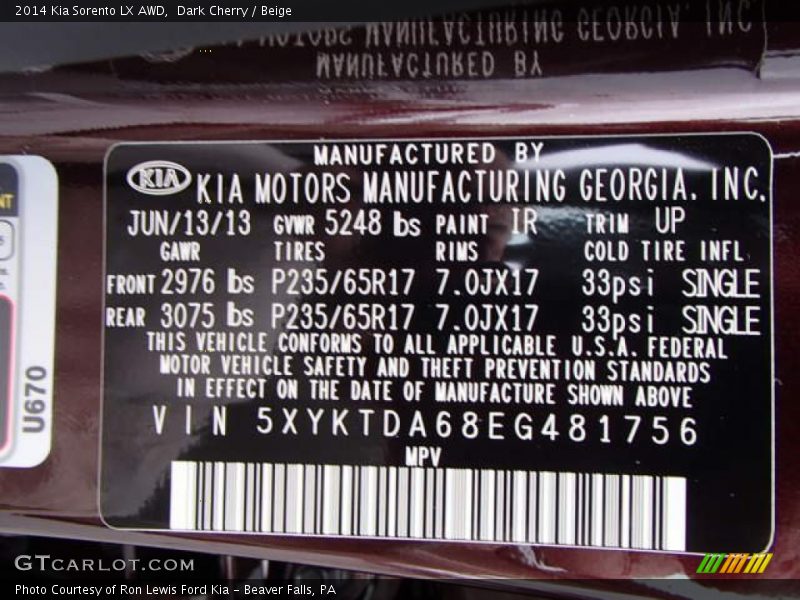 2014 Kia Sorento LX AWD, Dark Cherry / Beige
MOTORS MANUFACTURING GEORGIA, INC
MANUFACTURED BY
MANUFACTURED BY
KIA KIA MOTORS MANUFACTURING GEORGIA, INC.
JUN/13/13 GVWR 5248 lbs PAINT IR TRIM UP
GAWR TIRES RIMS COLD TIRE INFL
FRONT 2976 lbs P235/65R17 7.0JX17 33psi SINGLE
REAR 3075 lbs P235/65R17 7.0JX17 33psi SINGLE
THIS VEHICLE CONFORMS TO ALL APPLICABLE U.S.A. FEDERAL
MOTOR VEHICLE SAFETY AND THEFT PREVENTION STANDARDS
IN EFFECT ON THE DATE OF MANUFACTURE SHOWN ABOVE
VIN 5XYKTDA68EG481756
MPV
U670
GTCARLOT.COM
Photo Courtesy of Ron Lewis Ford Kia - Beaver Falls, PA